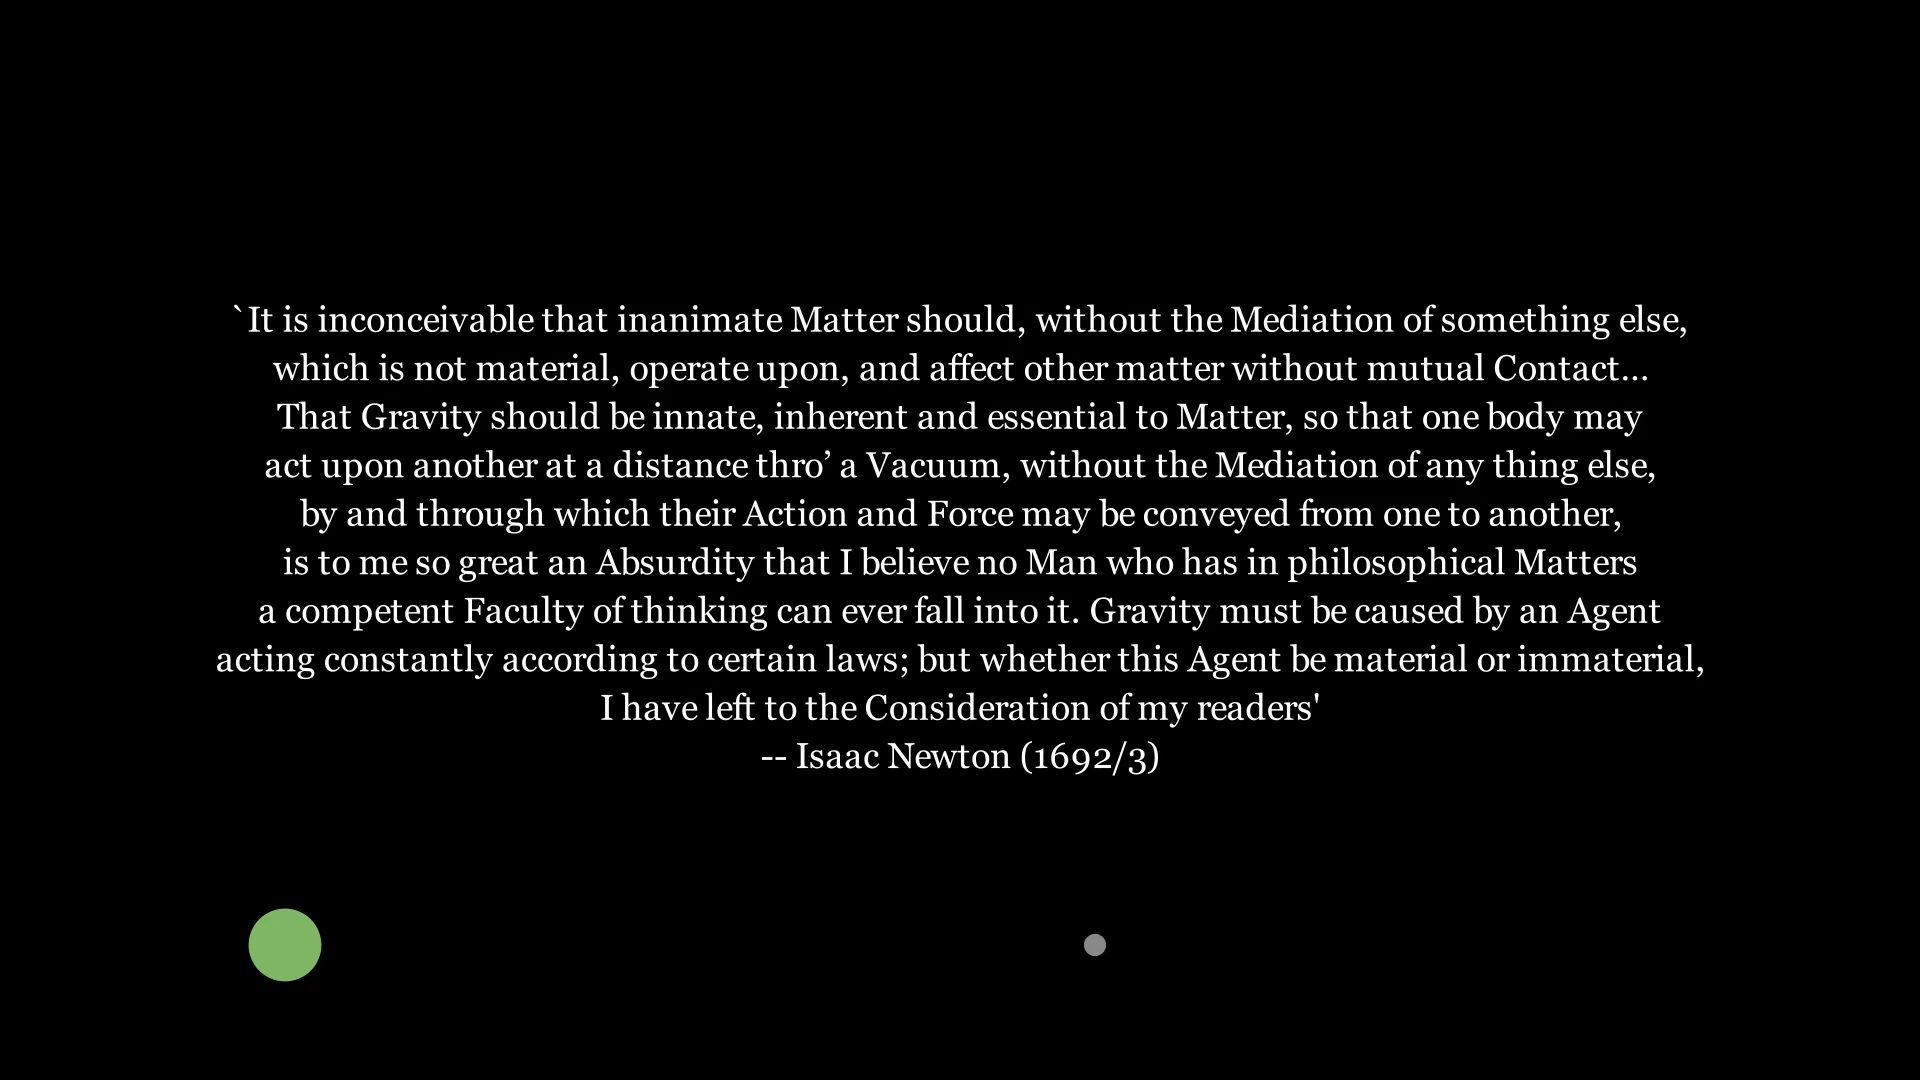 `It is inconceivable that inanimate Matter should, without the Mediation of something else,
which is not material, operate upon, and affect other matter without mutual Contact...
That Gravity should be innate, inherent and essential to Matter, so that one body may
act upon another at a distance thro’ a Vacuum, without the Mediation of any thing else,
by and through which their Action and Force may be conveyed from one to another,
is to me so great an Absurdity that I believe no Man who has in philosophical Matters
a competent Faculty of thinking can ever fall into it. Gravity must be caused by an Agent
acting constantly according to certain laws; but whether this Agent be material or immaterial,
I have left to the Consideration of my readers'
-- Isaac Newton (1692/3)